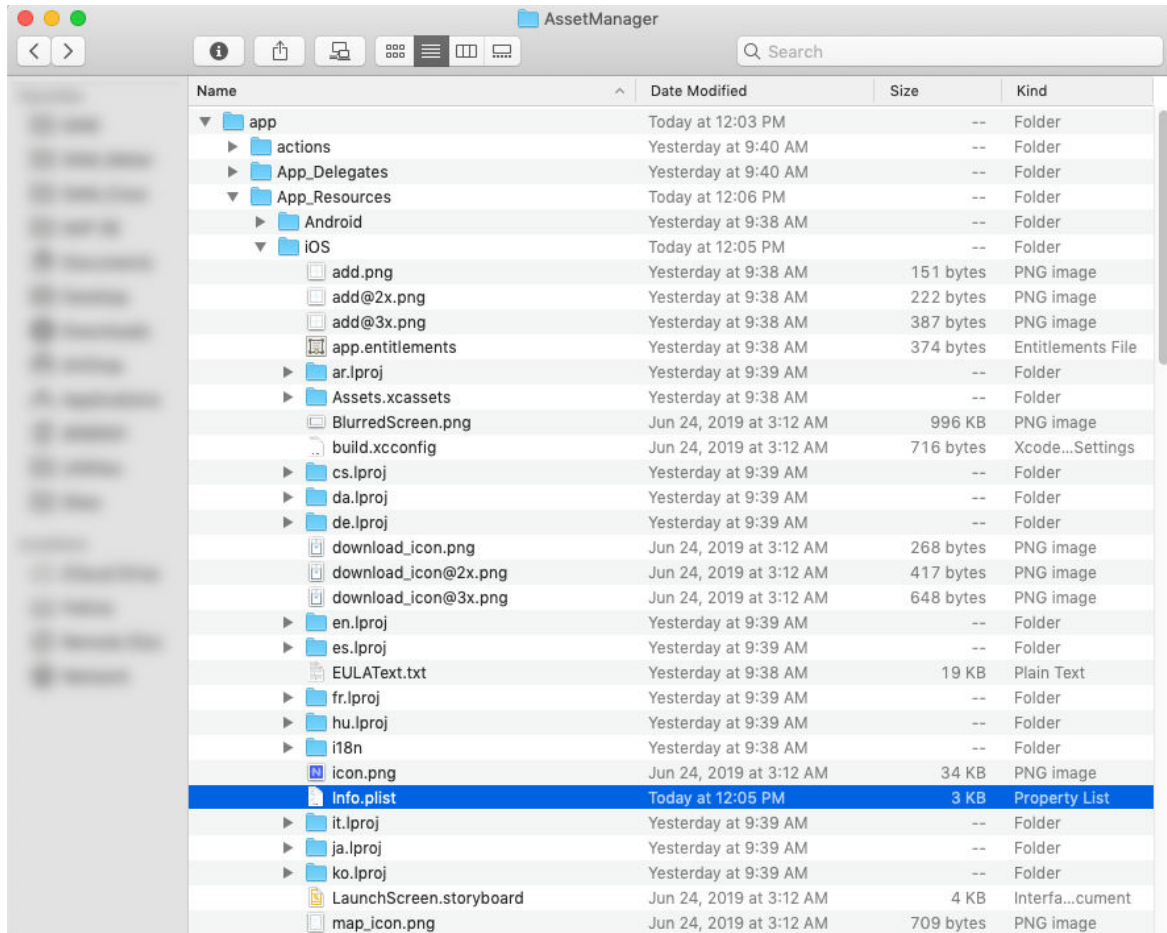 AssetManager
Search
Name Date Modified Size Kind
app Today at 12:03 PM -- Folder
actions Yesterday at 9:40 AM -- Folder
App_Delegates Yesterday at 9:40 AM -- Folder
App_Resources Today at 12:06 PM -- Folder
Android Yesterday at 9:38 AM -- Folder
iOS Today at 12:05 PM -- Folder
add.png Yesterday at 9:38 AM 151 bytes PNG image
add@2x.png Yesterday at 9:38 AM 222 bytes PNG image
add@3x.png Yesterday at 9:38 AM 387 bytes PNG image
app.entitlements Yesterday at 9:38 AM 374 bytes Entitlements File
ar.lproj Yesterday at 9:39 AM -- Folder
Assets.xcassets Yesterday at 9:38 AM -- Folder
BlurredScreen.png Jun 24, 2019 at 3:12 AM 996 KB PNG image
build.xcconfig Jun 24, 2019 at 3:12 AM 716 bytes Xcode...Settings
cs.lproj Yesterday at 9:39 AM -- Folder
da.lproj Yesterday at 9:39 AM -- Folder
de.lproj Yesterday at 9:39 AM -- Folder
download_icon.png Jun 24, 2019 at 3:12 AM 268 bytes PNG image
download_icon@2x.png Jun 24, 2019 at 3:12 AM 417 bytes PNG image
download_icon@3x.png Jun 24, 2019 at 3:12 AM 648 bytes PNG image
en.lproj Yesterday at 9:39 AM -- Folder
es.lproj Yesterday at 9:39 AM -- Folder
EULAText.txt Yesterday at 9:38 AM 19 KB Plain Text
fr.lproj Yesterday at 9:39 AM -- Folder
hu.lproj Yesterday at 9:39 AM -- Folder
i18n Yesterday at 9:38 AM -- Folder
icon.png Jun 24, 2019 at 3:12 AM 34 KB PNG image
Info.plist Today at 12:05 PM 3 KB Property List
it.lproj Yesterday at 9:39 AM -- Folder
ja.lproj Yesterday at 9:39 AM -- Folder
ko.lproj Yesterday at 9:39 AM -- Folder
LaunchScreen.storyboard Jun 24, 2019 at 3:12 AM 4 KB Interfa...cument
map_icon.png Jun 24, 2019 at 3:12 AM 709 bytes PNG image